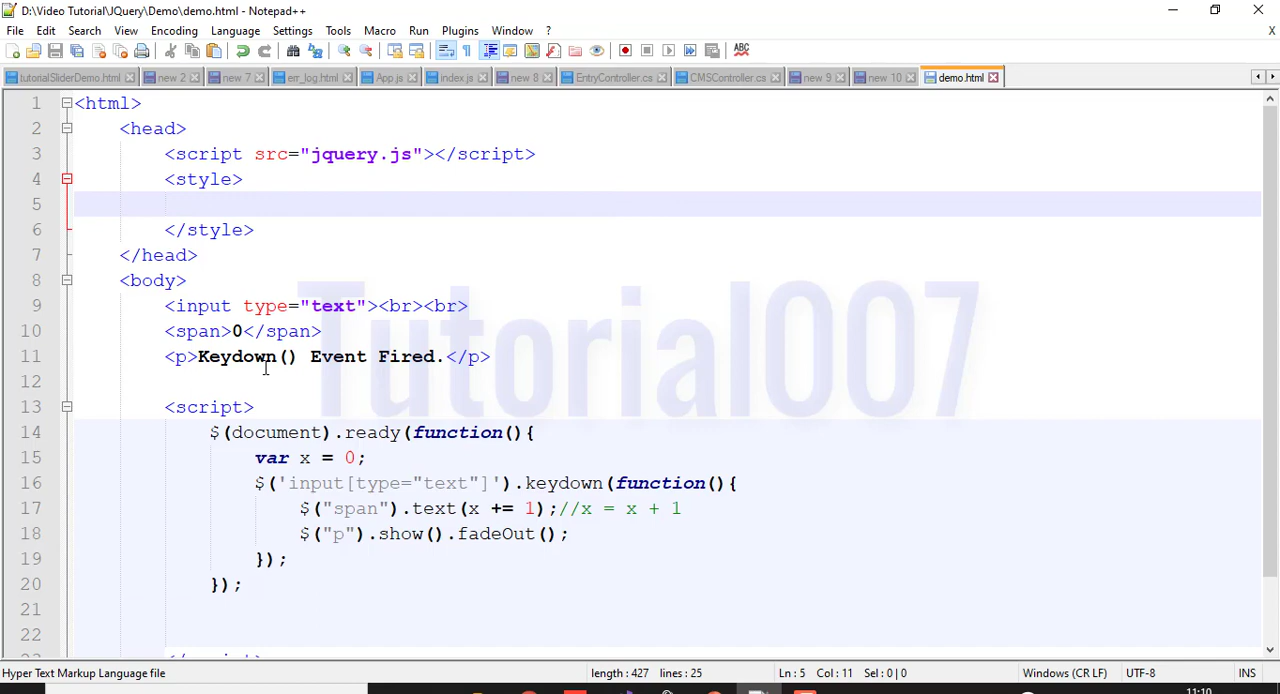 D:\Video Tutorial\JQuery\Demo\demo.html - Notepad++
File Edit Search View Encoding Language Settings Tools Macro Run Plugins Window ? X
tutorialSliderDemo.html new 2 new 7 err_log.html App.js index.js new 8 EntryController.cs CMSController.cs new 9 new 10 demo.html
1 <html>
2 <head>
3 <script src="jquery.js"></script>
4 <style>
5
6 </style>
7 </head>
8 <body>
9 <input type="text"><br><br>
10 <span>0</span>
11 <p>Keydown() Event Fired.</p>
12
13 <script>
14 $(document).ready(function(){
15 var x = 0;
16 $('input[type="text"]').keydown(function(){
17 $("span").text(x += 1);//x = x + 1
18 $("p").show().fadeOut();
19 });
20 });
21
22
23 </script>
Tutorial007
Hyper Text Markup Language file length : 427 lines : 25 Ln : 5 Col : 11 Sel : 0 | 0 Windows (CR LF) UTF-8 INS
11:10